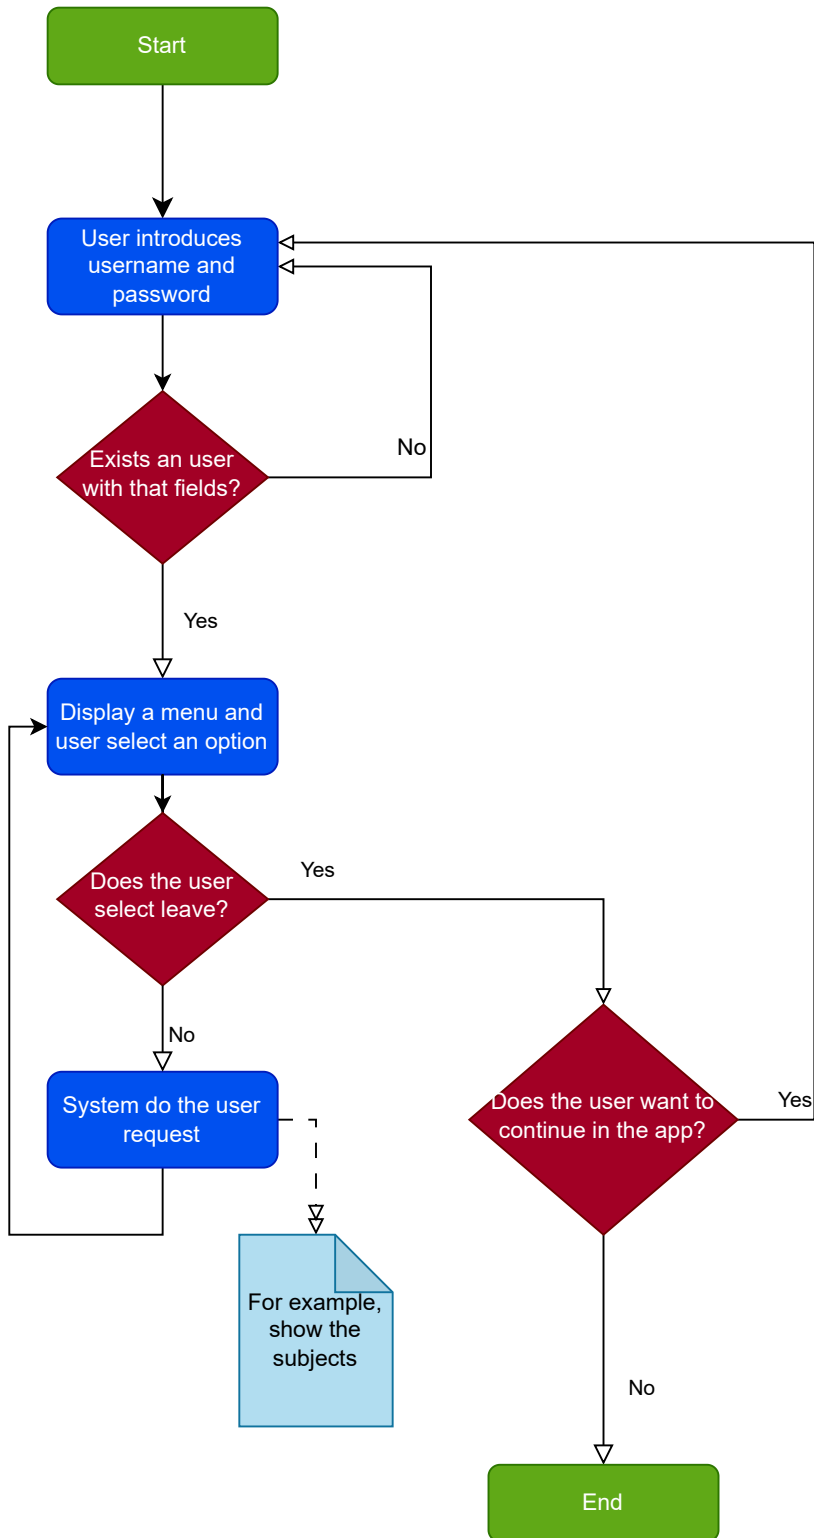 Start
User introduces
username and
password
No
Exists an user
with that fields?
Yes
Display a menu and
user select an option
Does the user
select leave?
Yes
No
System do the user
request
Does the user want to
continue in the app?
Yes
For example,
show the
subjects
No
End